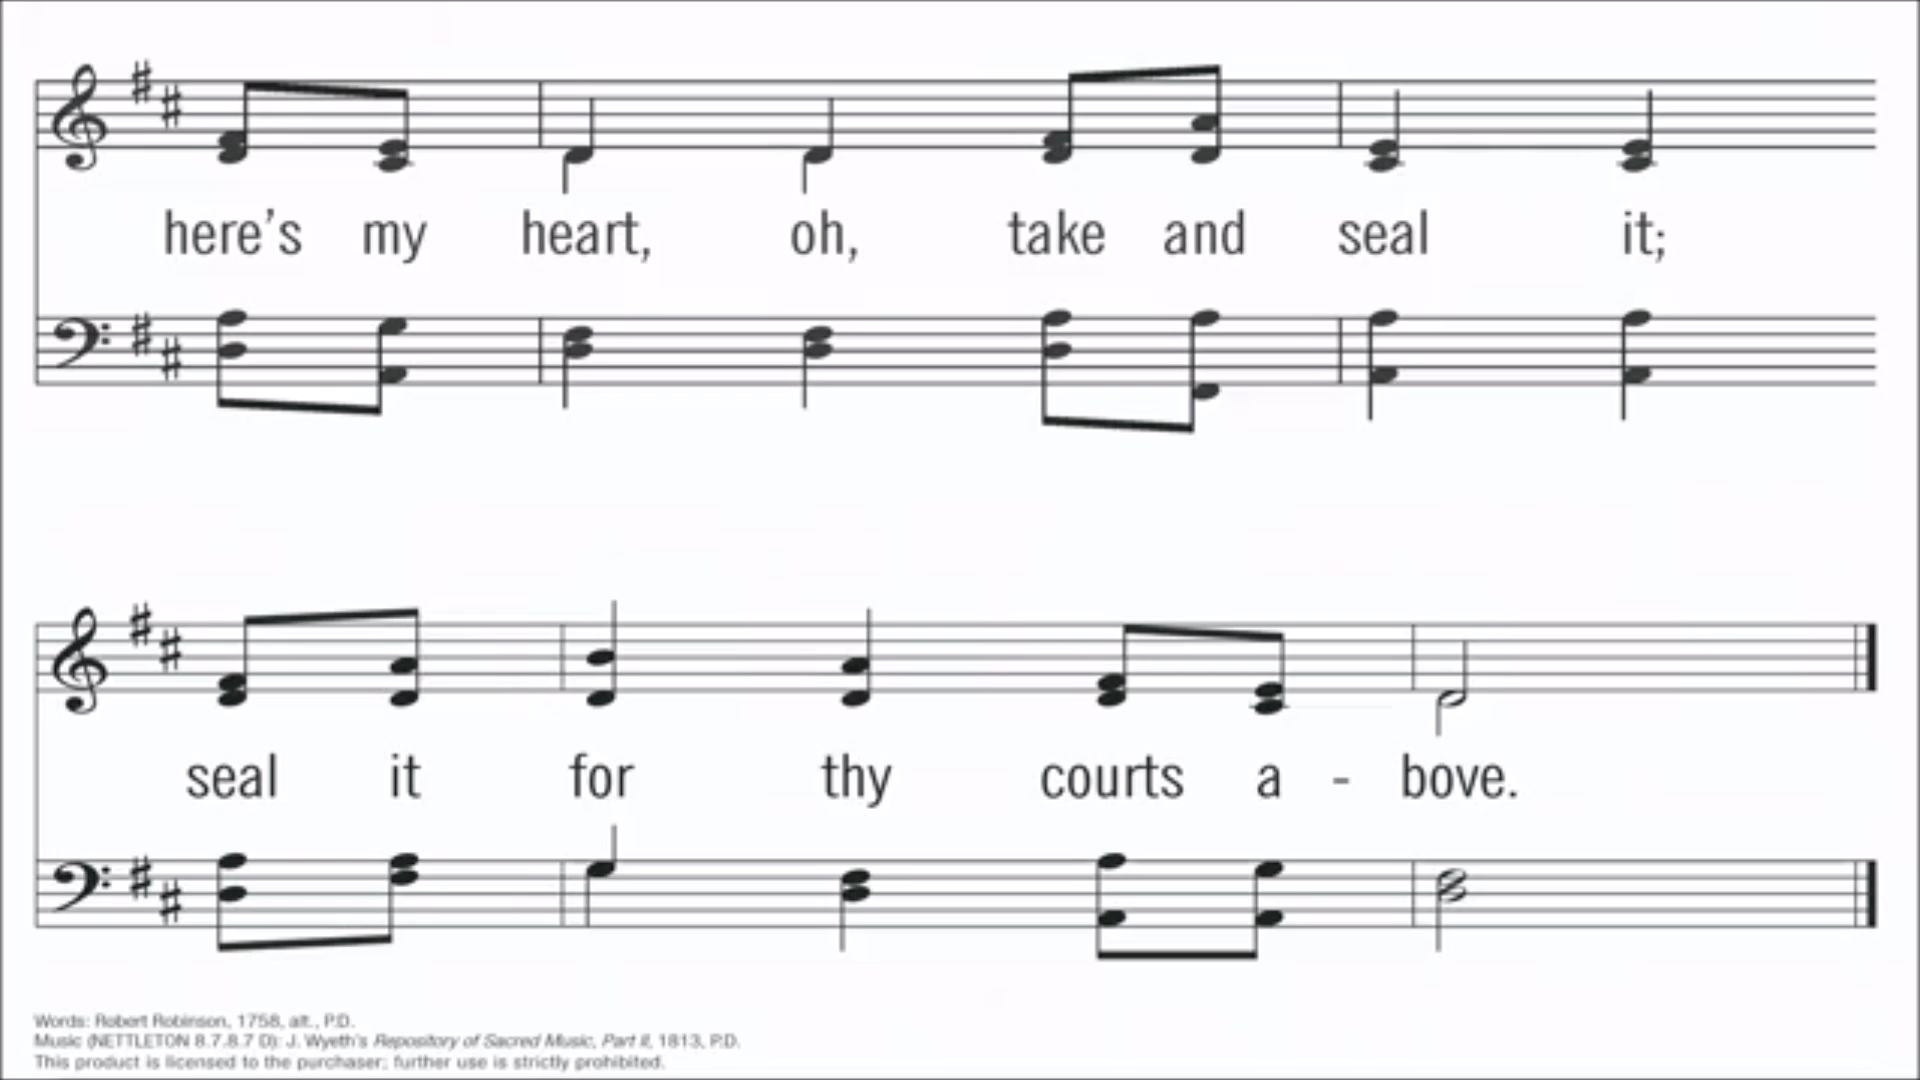 here's my heart, oh, take and seal it;
seal it for thy courts a - bove.
Words: Robert Robinson, 1758, alt., P.D.
Music (NETTLETON 8.7.8.7 D): J. Wyeth's Repository of Sacred Music, Part II, 1813, P.D.
This product is licensed to the purchaser; further use is strictly prohibited.